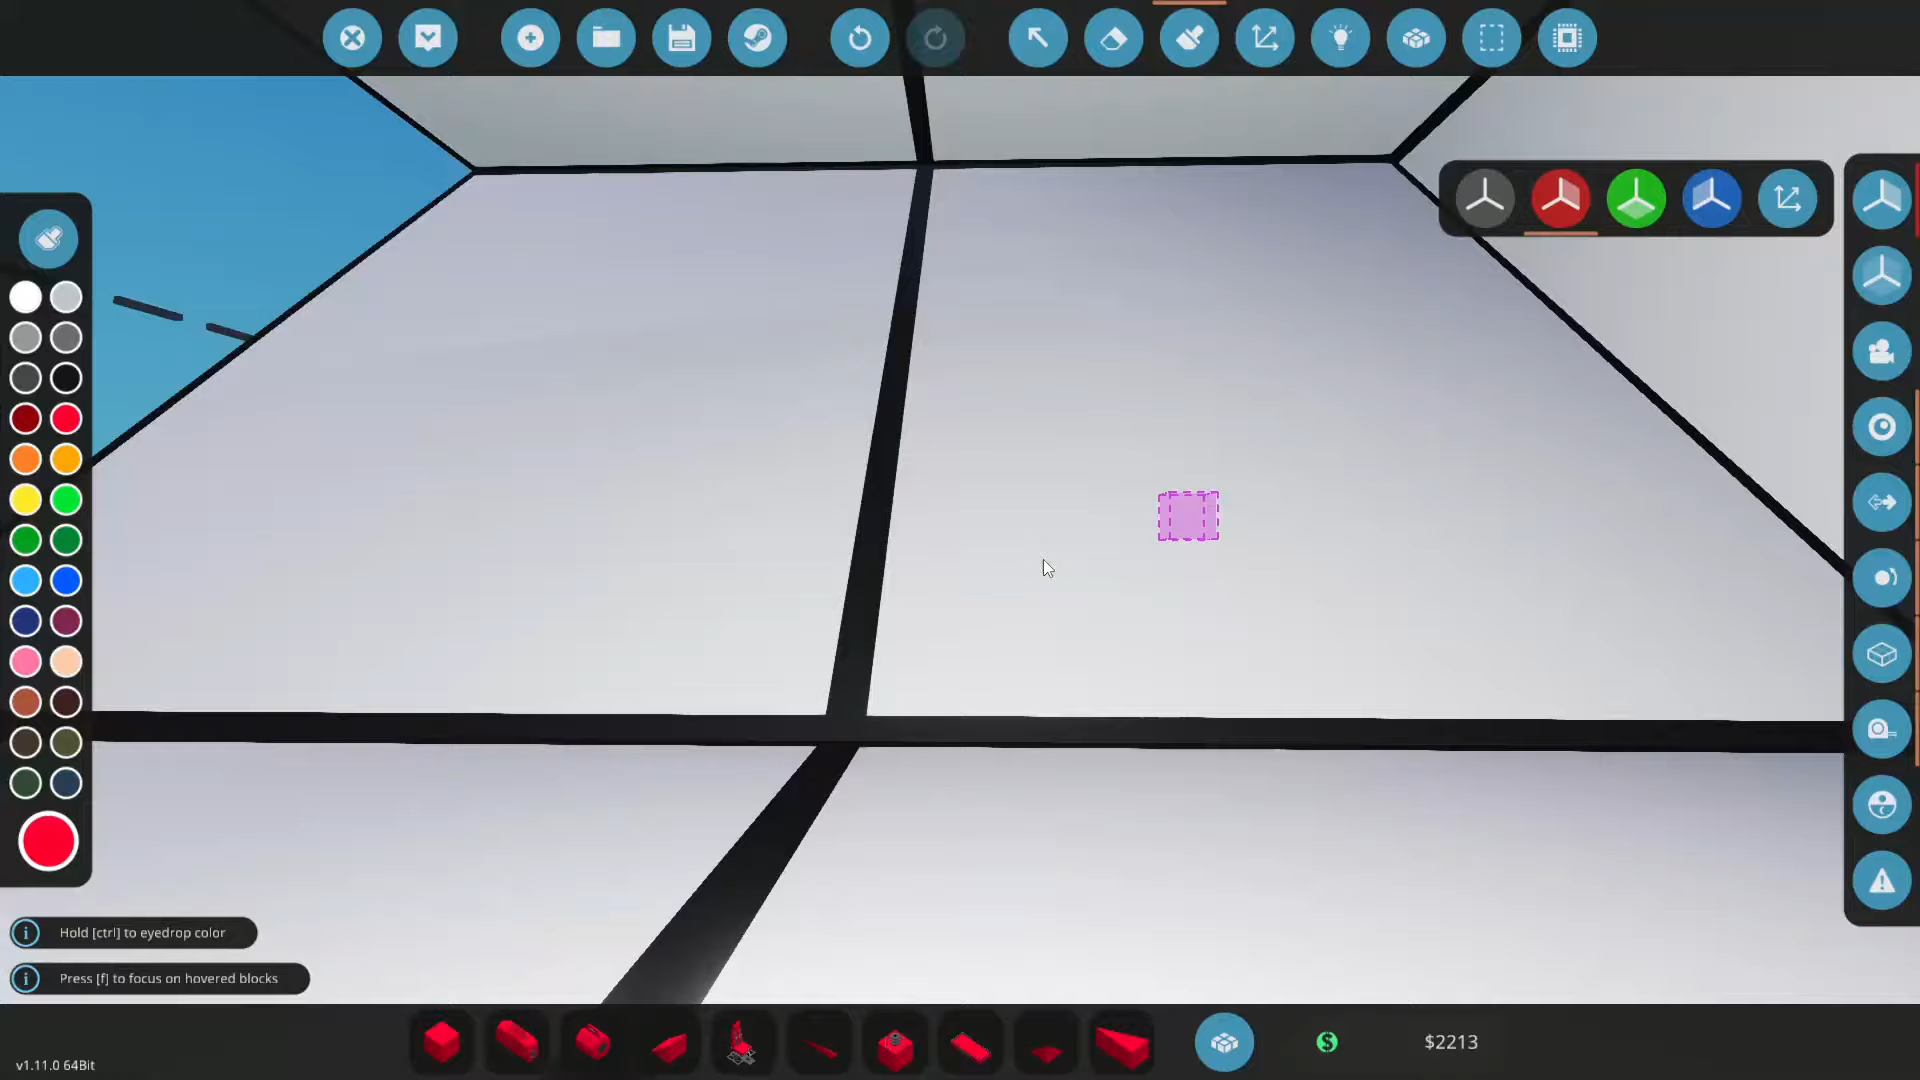 Hold [ctrl] to eyedrop color
Press [f] to focus on hovered blocks
$2213
v1.11.0 64Bit